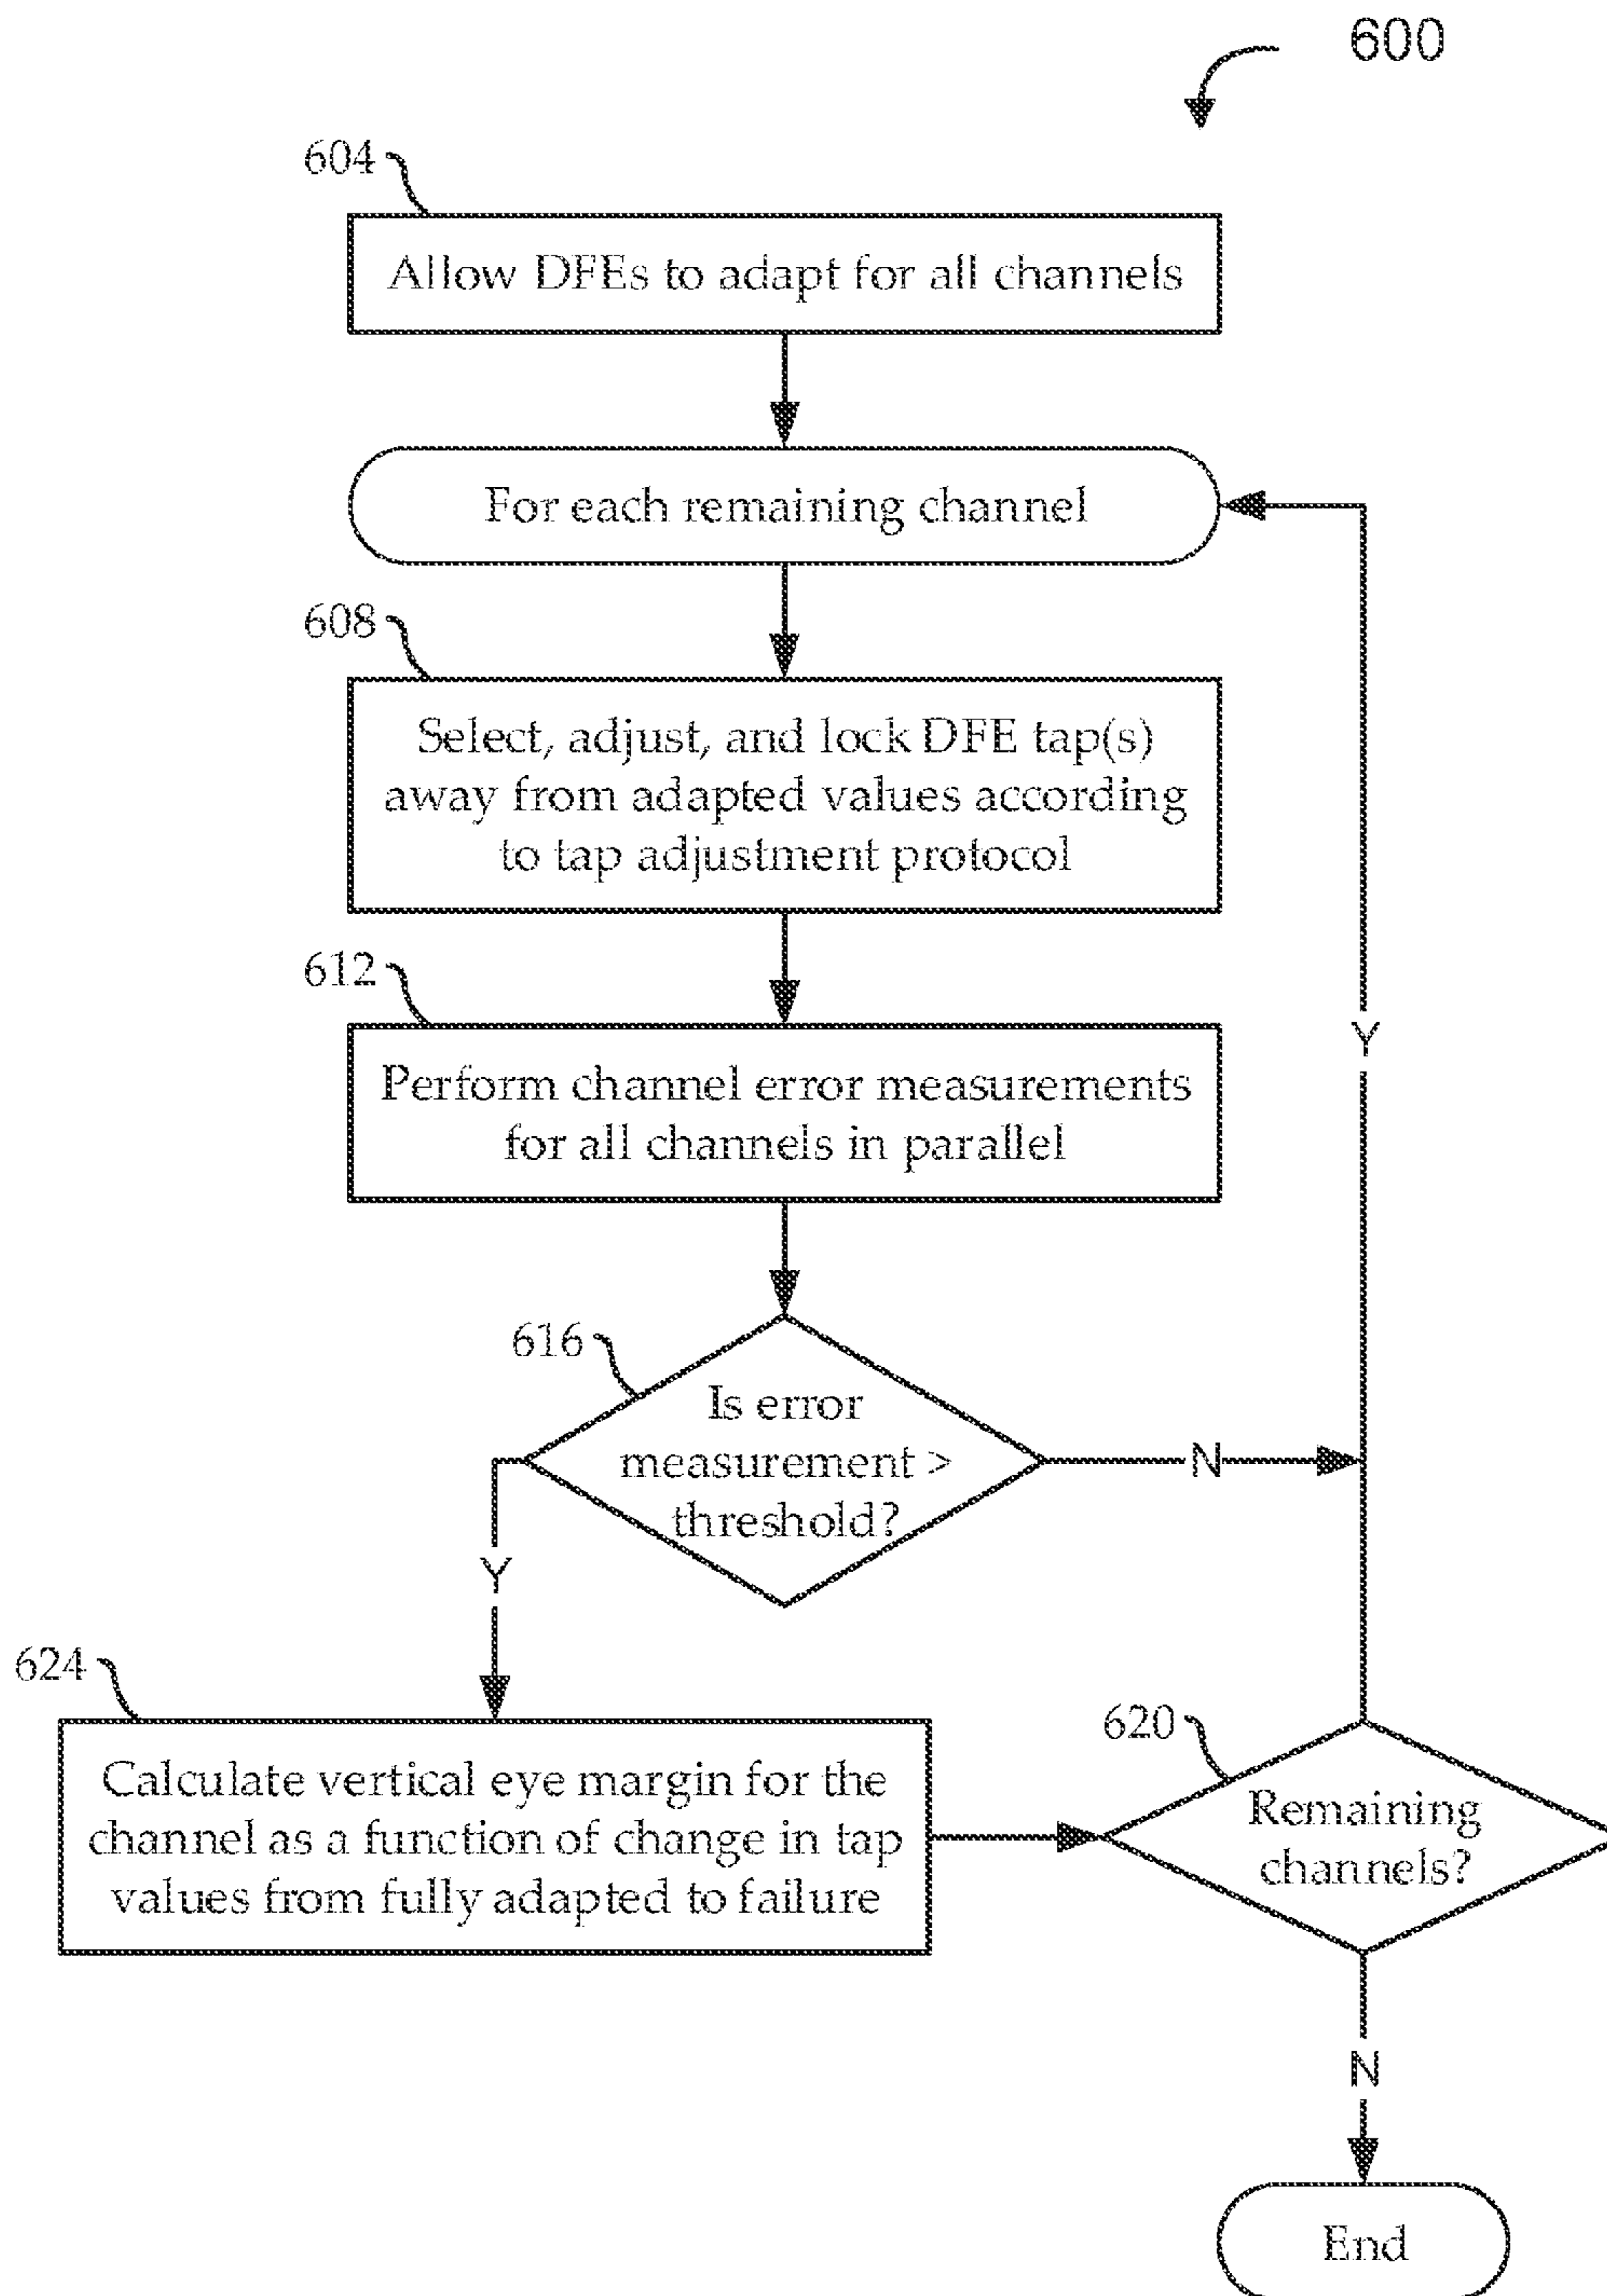 600
604
Allow DFEs to adapt for all channels
For each remaining channel
608
Select, adjust, and lock DFE tap(s)
away from adapted values according
to tap adjustment protocol
612
Perform channel error measurements
for all channels in parallel
Y
616
Is error
measurement >
threshold?
N
Y
624
Calculate vertical eye margin for the
channel as a function of change in tap
values from fully adapted to failure
620
Remaining
channels?
N
End